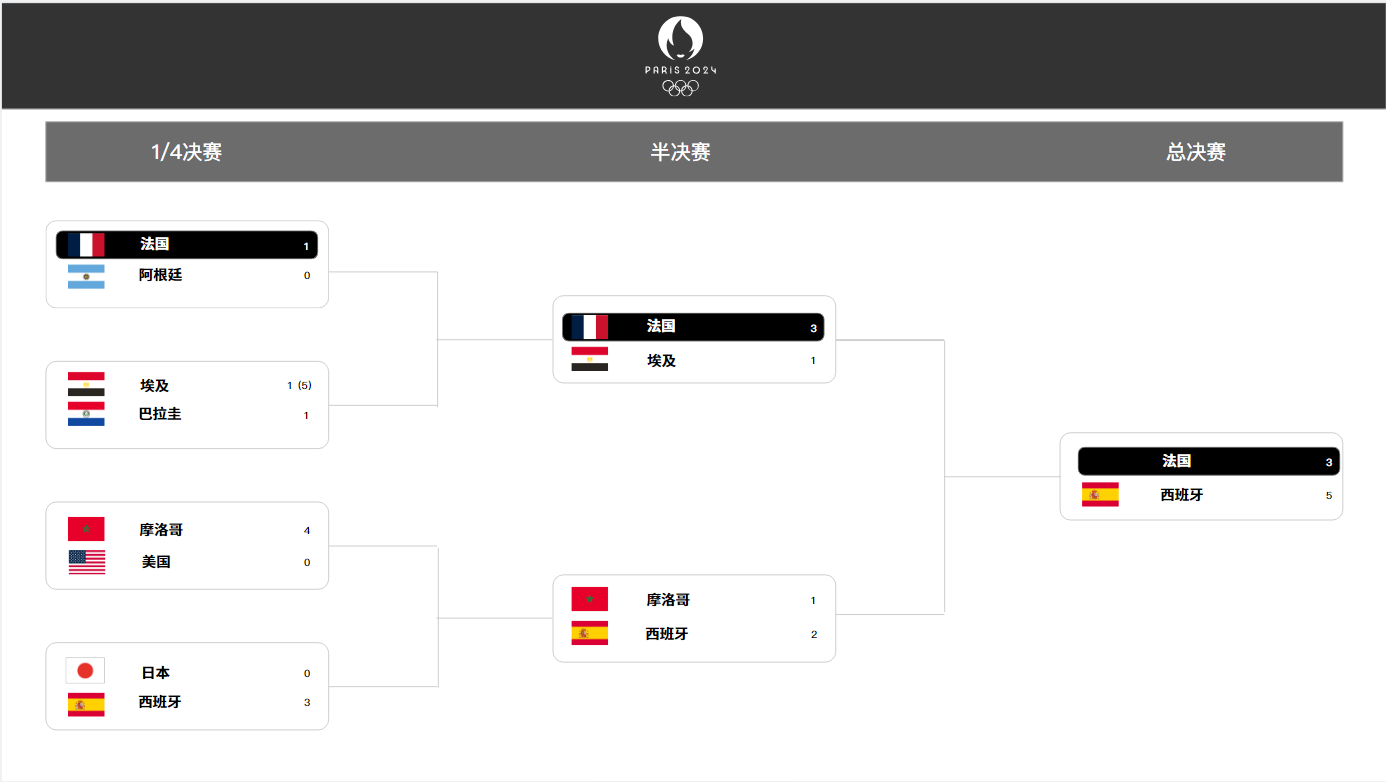 PARIS 2024
1/4决赛 半决赛 总决赛
法国 1
阿根廷 0
埃及 1 (5)
巴拉圭 1
摩洛哥 4
美国 0
日本 0
西班牙 3
法国 3
埃及 1
摩洛哥 1
西班牙 2
法国 3
西班牙 5